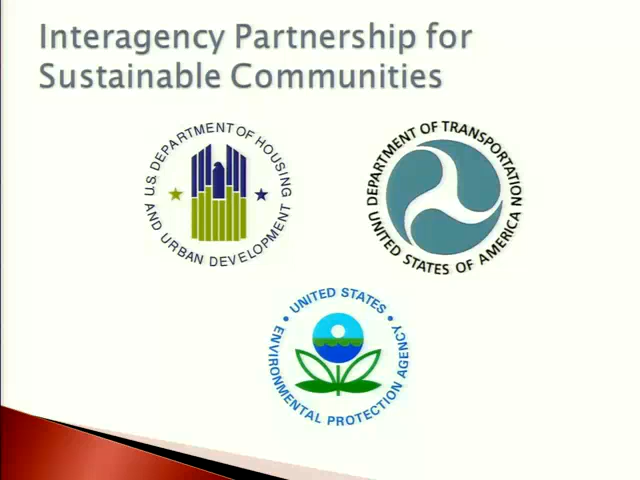 Interagency Partnership for
Sustainable Communities
U.S. DEPARTMENT OF HOUSING
AND URBAN DEVELOPMENT
DEPARTMENT OF TRANSPORTATION
UNITED STATES OF AMERICA
UNITED STATES
ENVIRONMENTAL PROTECTION AGENCY